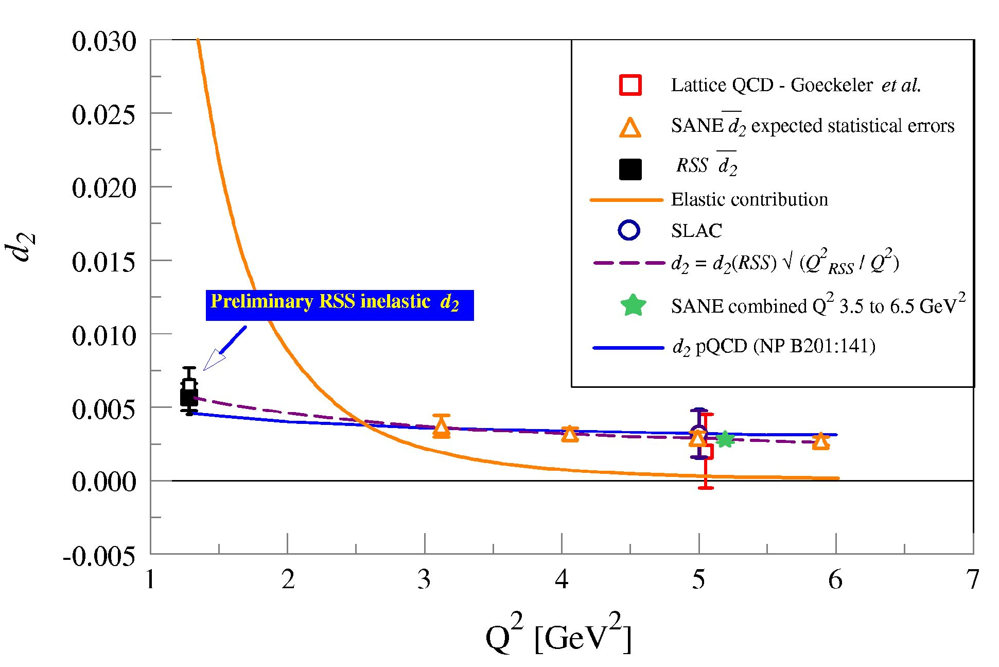 0.030
0.025
0.020
0.015
0.010
0.005
0.000
-0.005
d2
1 2 3 4 5 6 7
Q2 [GeV2]
Preliminary RSS inelastic d2
Lattice QCD - Goeckeler et al.
SANE d2 expected statistical errors
RSS d2
Elastic contribution
SLAC
d2 = d2(RSS) √ (Q2RSS / Q2)
SANE combined Q2 3.5 to 6.5 GeV2
d2 pQCD (NP B201:141)